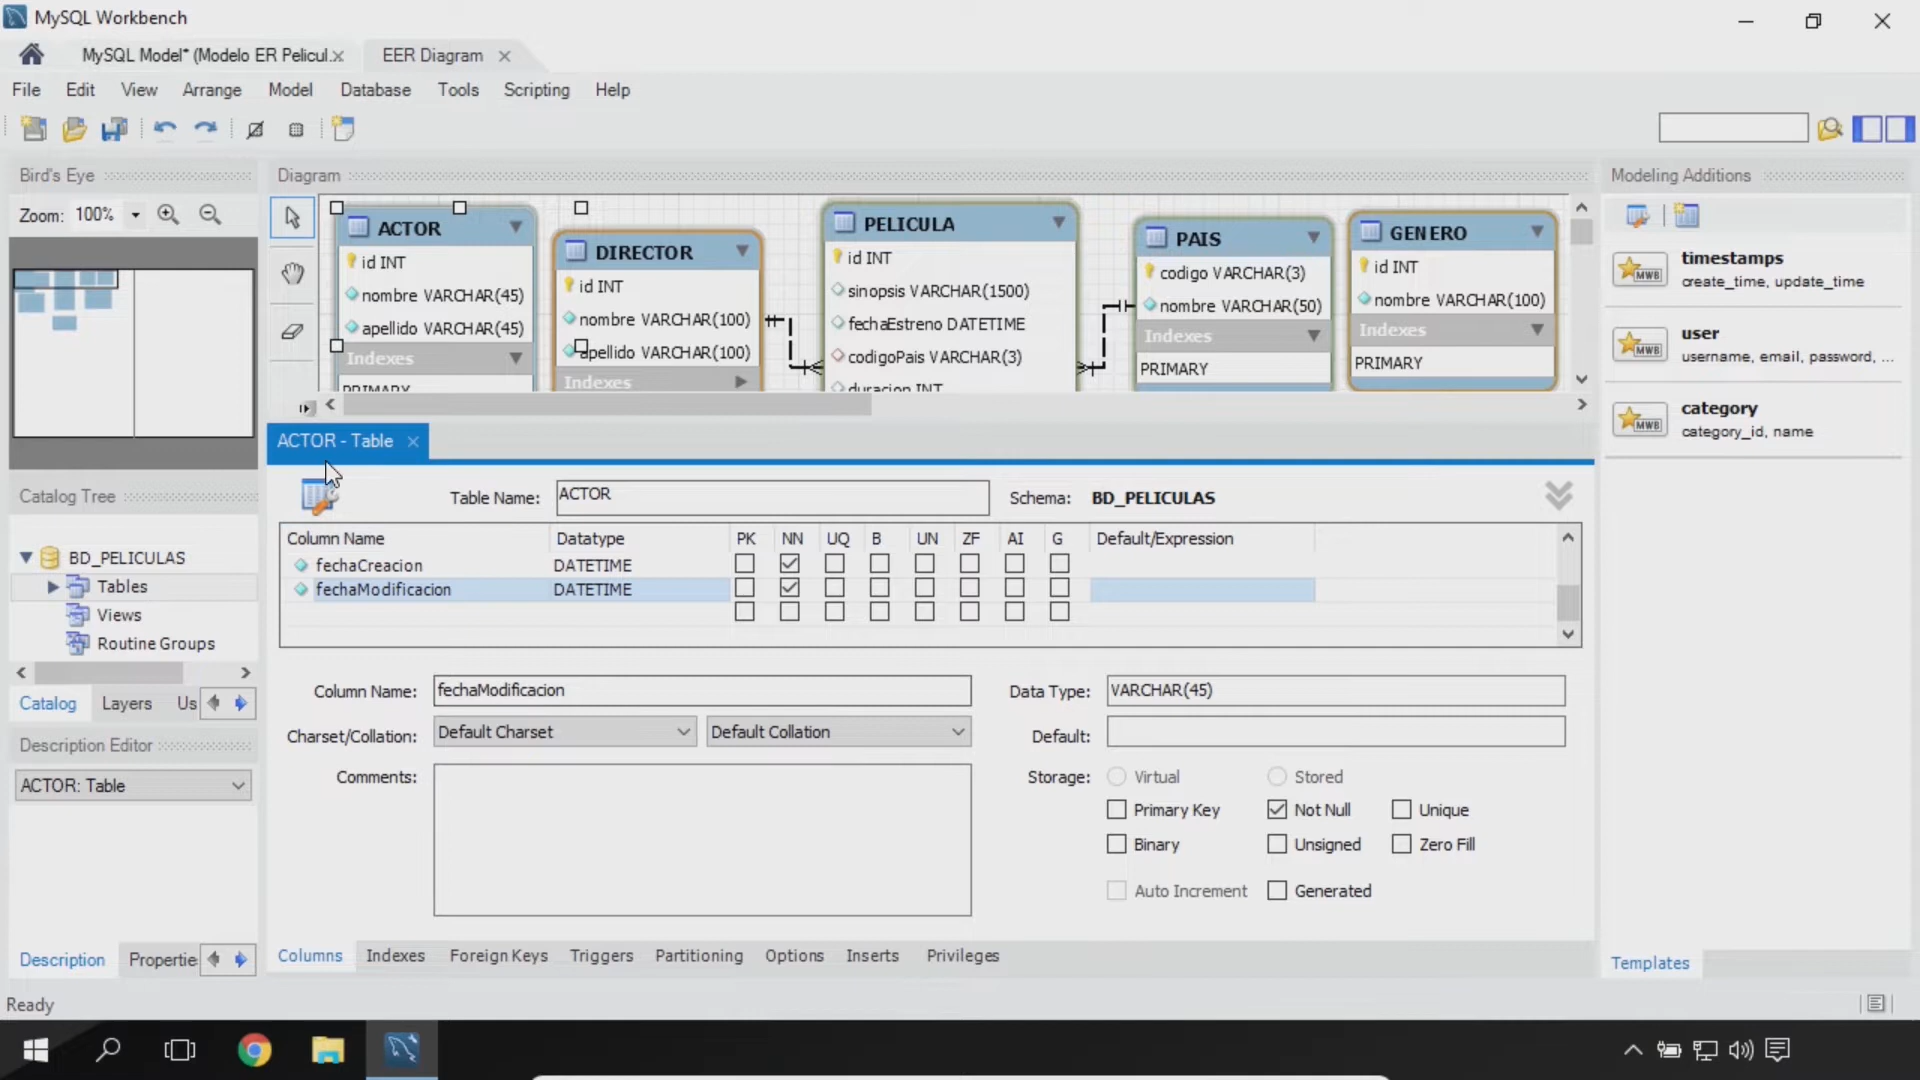 MySQL Workbench
MySQL Model* (Modelo ER Pelicul.
EER Diagram
File Edit View Arrange Model Database Tools Scripting Help
Bird's Eye
Diagram
Modeling Additions
Zoom: 100%
ACTOR
id INT
nombre VARCHAR(45)
apellido VARCHAR(45)
Indexes
PRIMARY
DIRECTOR
id INT
nombre VARCHAR(100)
apellido VARCHAR(100)
Indexes
PELICULA
id INT
sinopsis VARCHAR(1500)
fechaEstreno DATETIME
codigoPais VARCHAR(3)
duracion INT
PAIS
codigo VARCHAR(3)
nombre VARCHAR(50)
Indexes
PRIMARY
GENERO
id INT
nombre VARCHAR(100)
Indexes
PRIMARY
MWB
timestamps
create_time, update_time
MWB
user
username, email, password, ...
MWB
category
category_id, name
ACTOR - Table
Catalog Tree
Table Name: ACTOR
Schema: BD_PELICULAS
Column Name Datatype PK NN UQ B UN ZF AI G Default/Expression
fechaCreacion DATETIME
fechaModificacion DATETIME
BD_PELICULAS
Tables
Views
Routine Groups
Catalog Layers Us
Column Name: fechaModificacion
Data Type: VARCHAR(45)
Charset/Collation: Default Charset Default Collation
Default:
Comments:
Storage: Virtual Stored
Primary Key Not Null Unique
Binary Unsigned Zero Fill
Auto Increment Generated
Description Editor
ACTOR: Table
Description Propertie
Columns Indexes Foreign Keys Triggers Partitioning Options Inserts Privileges
Templates
Ready